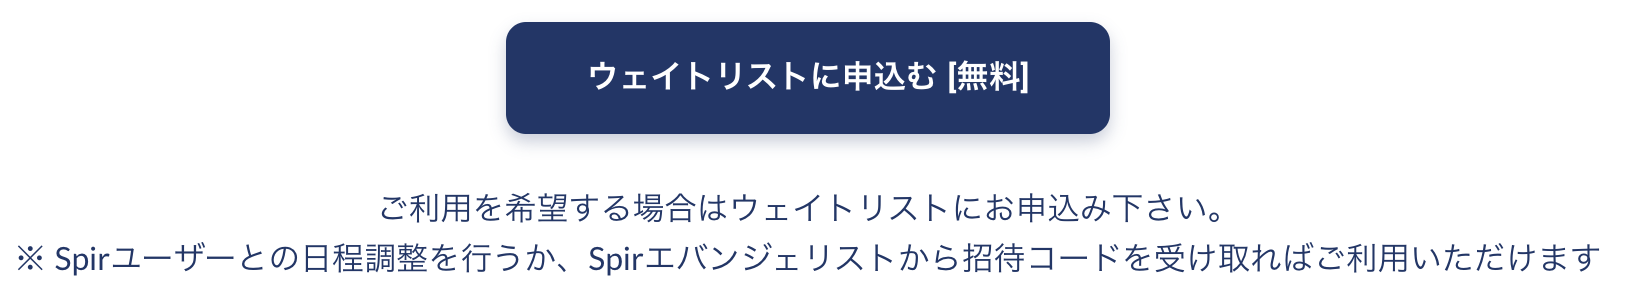 ウェイトリストに申込む [無料]
ご利用を希望する場合はウェイトリストにお申込み下さい。
※ Spirユーザーとの日程調整を行うか、Spirエバンジェリストから招待コードを受け取ればご利用いただけます